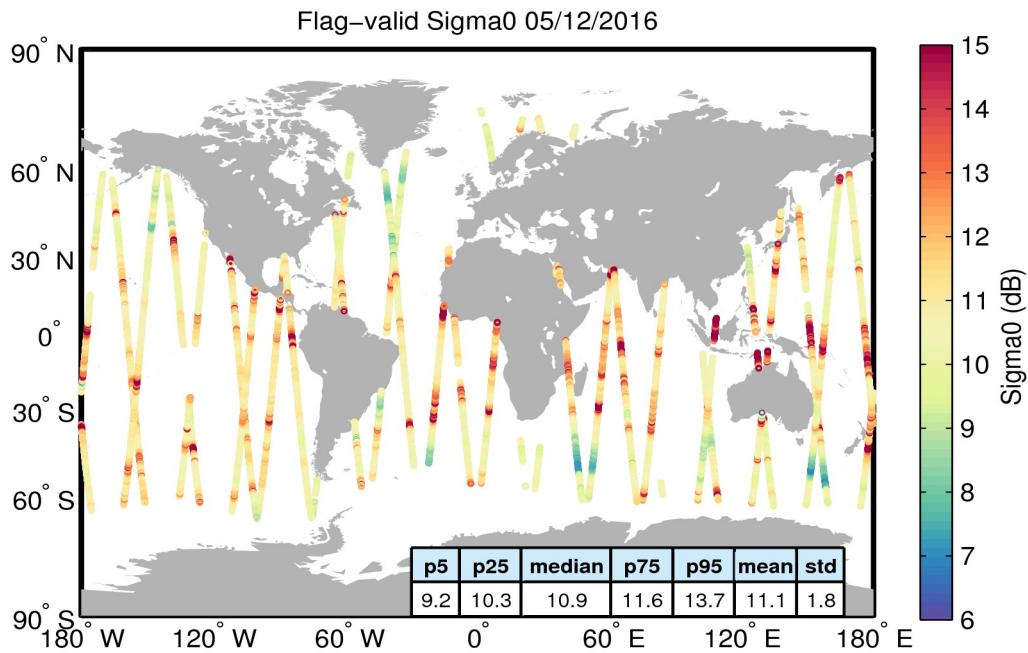 Flag-valid Sigma0 05/12/2016
90° N
60° N
30° N
0°
30° S
60° S
90° S
180° W
120° W
60° W
0°
60° E
120° E
180° E
p5 p25 median p75 p95 mean std
9.2 10.3 10.9 11.6 13.7 11.1 1.8
15
14
13
12
11
10
9
8
7
6
Sigma0 (dB)